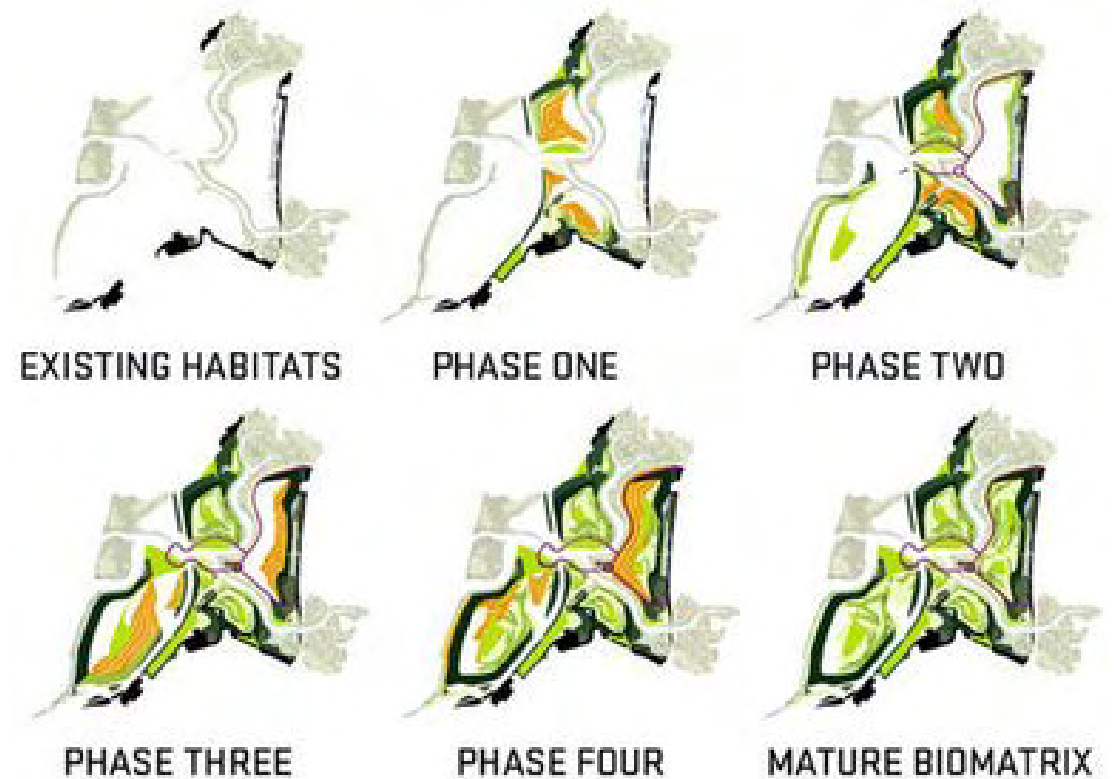 EXISTING HABITATS
PHASE ONE
PHASE TWO
PHASE THREE
PHASE FOUR
MATURE BIOMATRIX